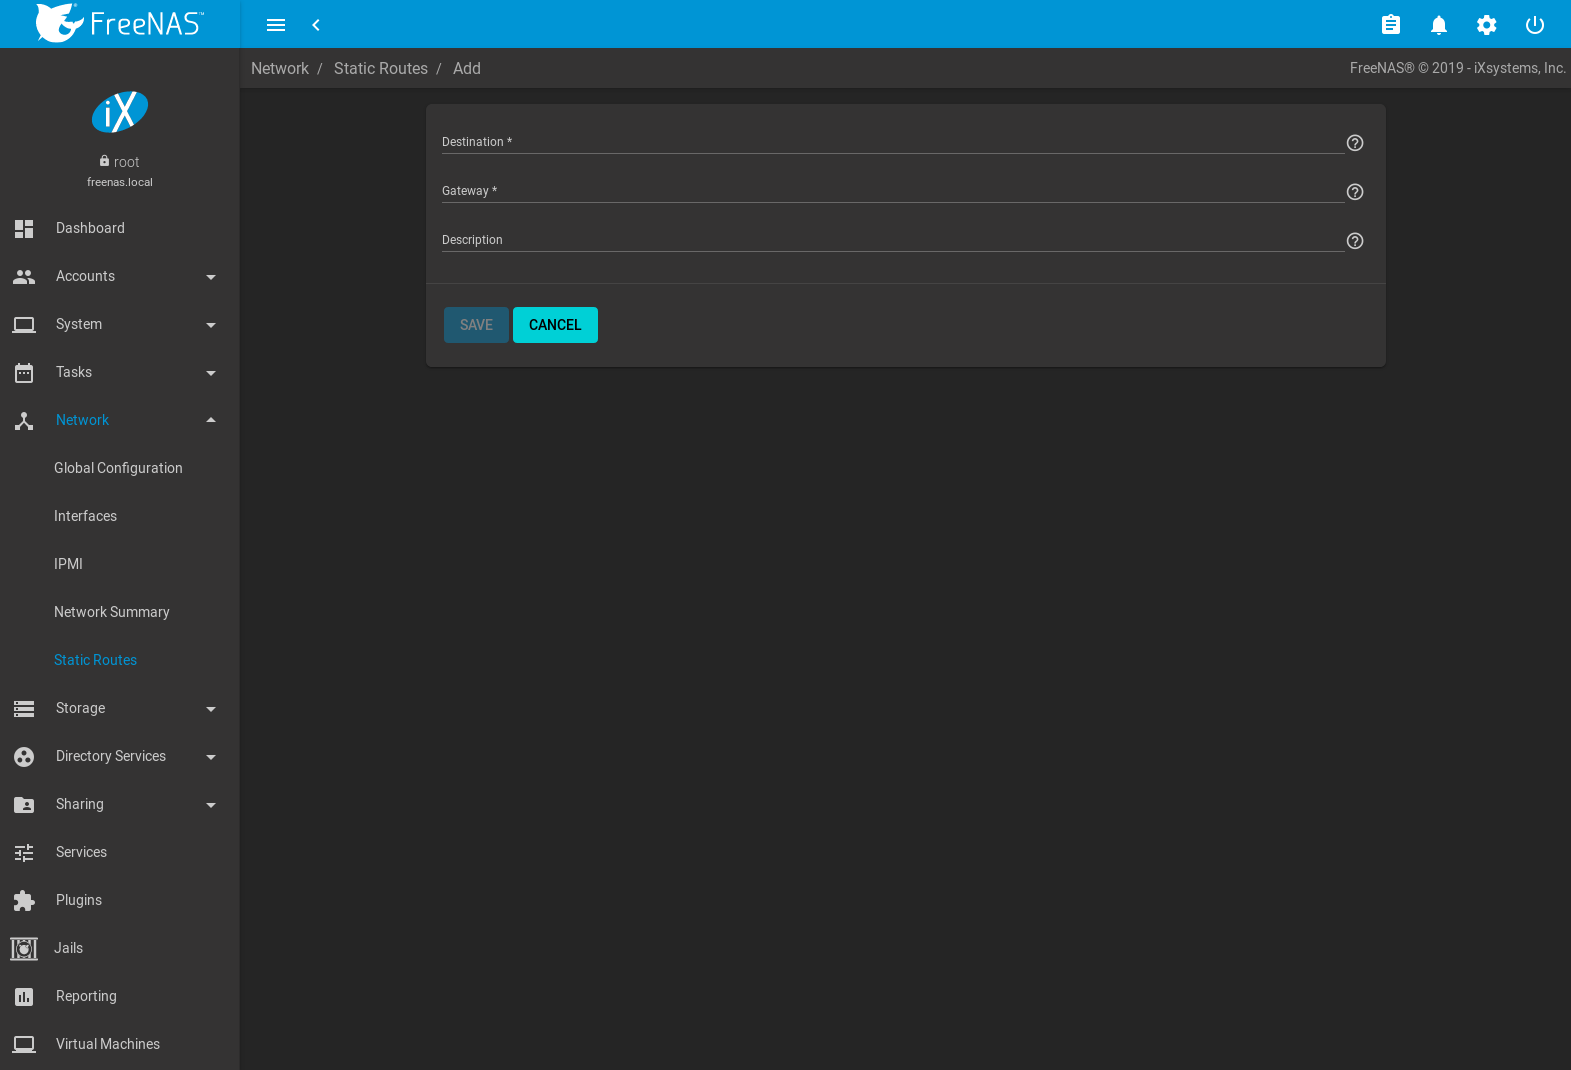 FreeNAS™
Network / Static Routes / Add
FreeNAS® © 2019 - iXsystems, Inc.
iX
root
freenas.local
Dashboard
Accounts
System
Tasks
Network
Global Configuration
Interfaces
IPMI
Network Summary
Static Routes
Storage
Directory Services
Sharing
Services
Plugins
Jails
Reporting
Virtual Machines
Destination *
Gateway *
Description
SAVE CANCEL